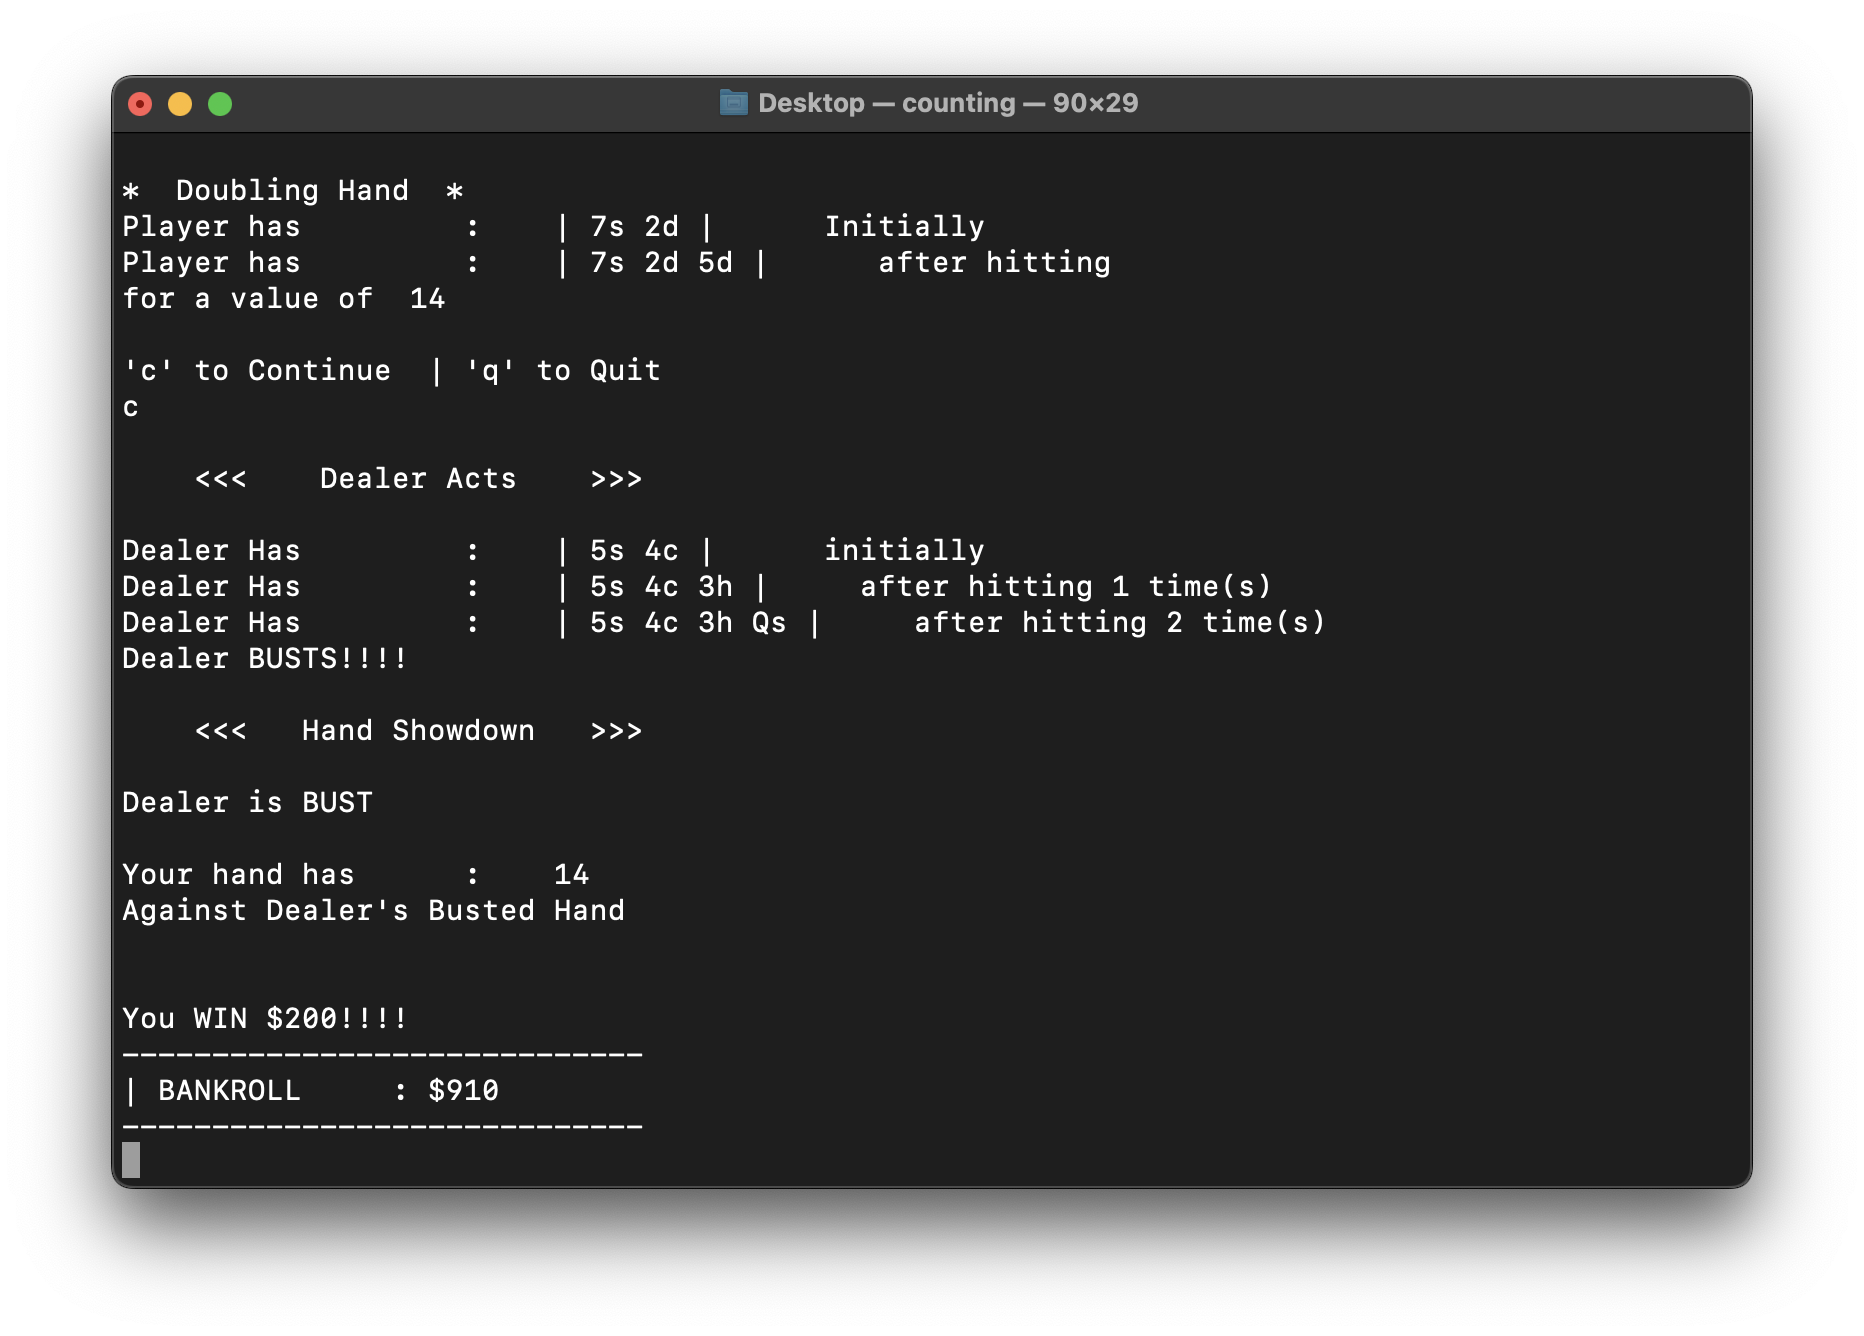 Desktop — counting — 90×29
*  Doubling Hand  *
Player has         :    | 7s 2d |      Initially
Player has         :    | 7s 2d 5d |      after hitting
for a value of  14
'c' to Continue  | 'q' to Quit
c
    <<<    Dealer Acts    >>>
Dealer Has         :    | 5s 4c |      initially
Dealer Has         :    | 5s 4c 3h |     after hitting 1 time(s)
Dealer Has         :    | 5s 4c 3h Qs |     after hitting 2 time(s)
Dealer BUSTS!!!!
    <<<   Hand Showdown   >>>
Dealer is BUST
Your hand has      :    14
Against Dealer's Busted Hand
You WIN $200!!!!
-----------------------------
| BANKROLL     : $910
-----------------------------